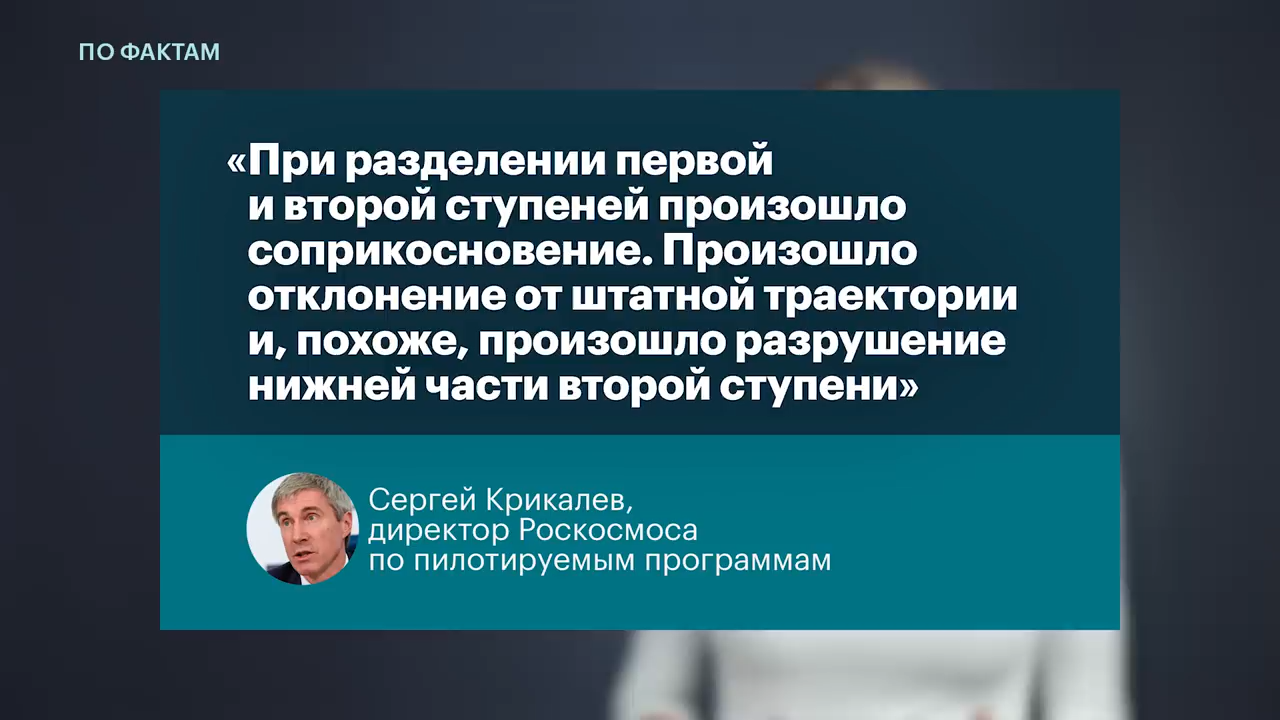 ПО ФАКТАМ
«При разделении первой
и второй ступеней произошло
соприкосновение. Произошло
отклонение от штатной траектории
и, похоже, произошло разрушение
нижней части второй ступени»
Сергей Крикалев,
директор Роскосмоса
по пилотируемым программам